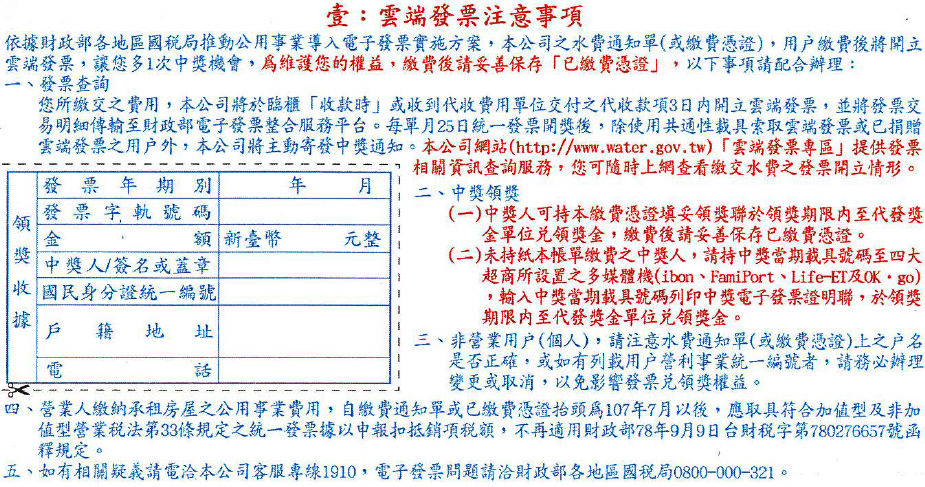 壹：雲端發票注意事項
依據財政部各地區國稅局推動公用事業導入電子發票實施方案，本公司之水費通知單(或繳費憑證)，用戶繳費後將開立
雲端發票，讓您多1次中獎機會，為維護您的權益，繳費後請妥善保存「已繳費憑證」，以下事項請配合辦理：
一、發票查詢
您所繳交之費用，本公司將於臨櫃「收款時」或收到代收費用單位交付之代收款項3日內開立雲端發票，並將發票交
易明細傳輸至財政部電子發票整合服務平台。每單月25日統一發票開獎後，除使用共通性載具索取雲端發票或已捐贈
雲端發票之用戶外，本公司將主動寄發中獎通知。本公司網站(http://www.water.gov.tw)「雲端發票專區」提供發票
相關資訊查詢服務，您可隨時上網查看繳交水費之發票開立情形。
領獎收據
發票年期別 年 月
發票字軌號碼
金額 新臺幣 元整
中獎人/簽名或蓋章
國民身分證統一編號
戶籍地址
電話
二、中獎領獎
(一)中獎人可持本繳費憑證填妥領獎聯於領獎期限內至代發獎
金單位兌領獎金，繳費後請妥善保存已繳費憑證。
(二)未持紙本帳單繳費之中獎人，請持中獎當期載具號碼至四大
超商所設置之多媒體機(ibon、FamiPort、Life-ET及OK‧go)
，輸入中獎當期載具號碼列印中獎電子發票證明聯，於領獎
期限內至代發獎金單位兌領獎金。
三、非營業用戶(個人)，請注意水費通知單(或繳費憑證)上之戶名
是否正確，或如有列載用戶營利事業統一編號者，請務必辦理
變更或取消，以免影響發票兌領獎權益。
四、營業人繳納承租房屋之公用事業費用，自繳費通知單或已繳費憑證抬頭為107年7月以後，應取具符合加值型及非加
值型營業稅法第33條規定之統一發票據以申報扣抵銷項稅額，不再適用財政部78年9月9日台財稅字第780276657號函
釋規定。
五、如有相關疑義請電洽本公司客服專線1910，電子發票問題請洽財政部各地區國稅局0800-000-321。